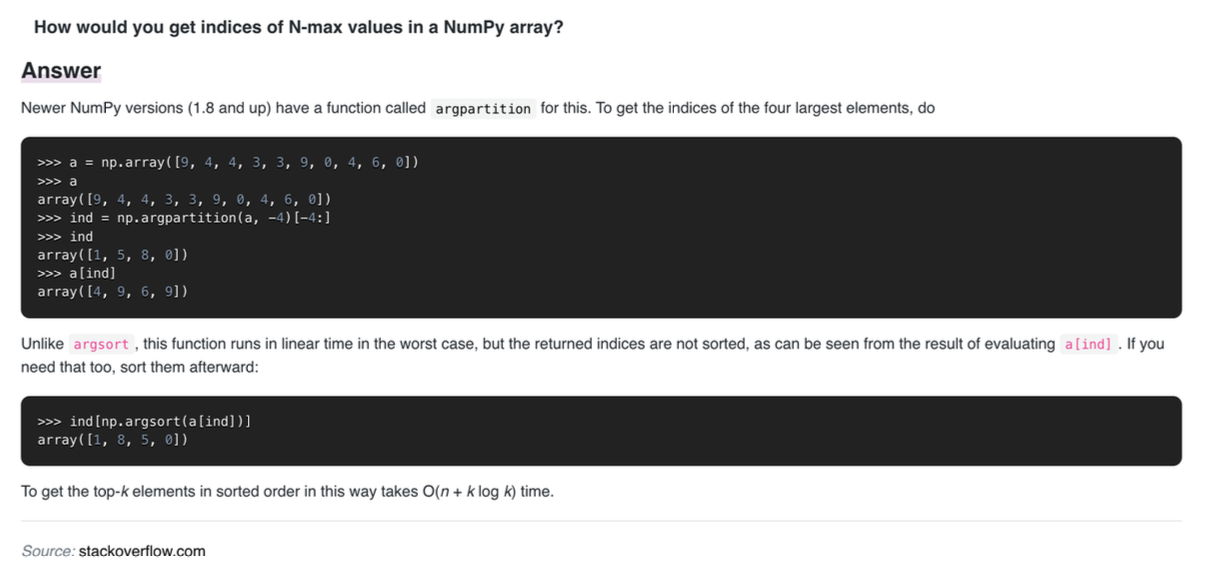 How would you get indices of N-max values in a NumPy array?
Answer
Newer NumPy versions (1.8 and up) have a function called argpartition for this. To get the indices of the four largest elements, do
>>> a = np.array([9, 4, 4, 3, 3, 9, 0, 4, 6, 0])
>>> a
array([9, 4, 4, 3, 3, 9, 0, 4, 6, 0])
>>> ind = np.argpartition(a, -4)[-4:]
>>> ind
array([1, 5, 8, 0])
>>> a[ind]
array([4, 9, 6, 9])
Unlike argsort , this function runs in linear time in the worst case, but the returned indices are not sorted, as can be seen from the result of evaluating a[ind] . If you
need that too, sort them afterward:
>>> ind[np.argsort(a[ind])]
array([1, 8, 5, 0])
To get the top-k elements in sorted order in this way takes O(n + k log k) time.
Source: stackoverflow.com